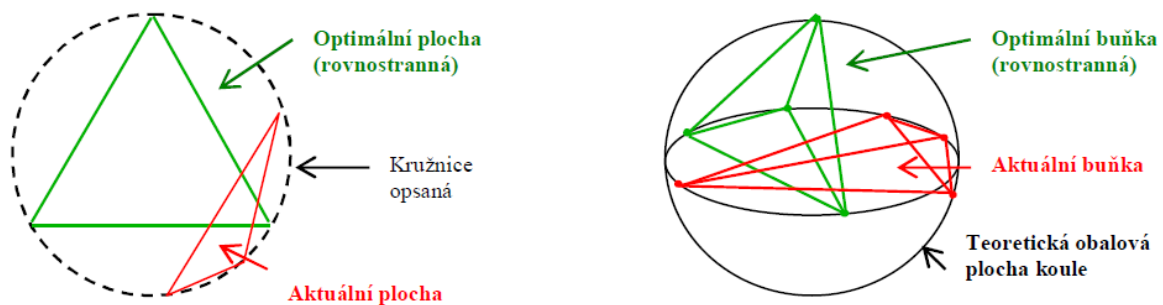 Optimální plocha
(rovnostranná)
Kružnice
opsaná
Aktuální plocha
Optimální buňka
(rovnostranná)
Aktuální buňka
Teoretická obalová
plocha koule